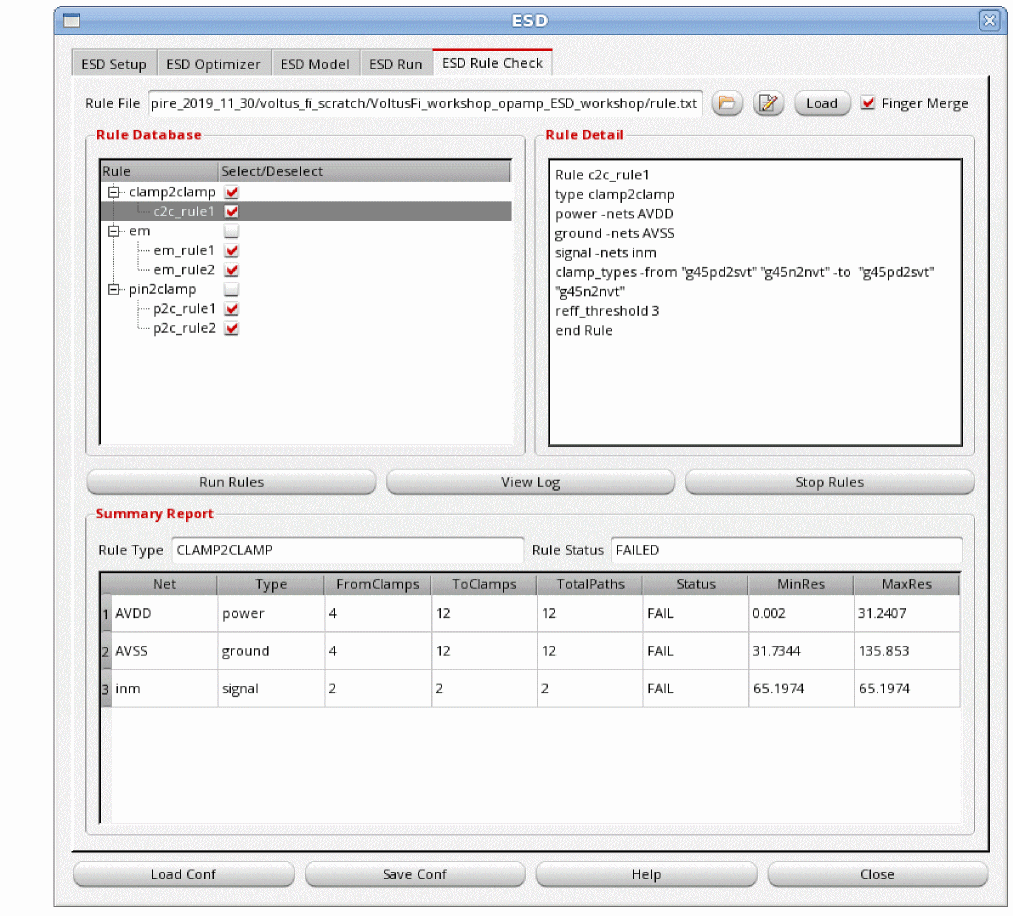 ESD
ESD Setup ESD Optimizer ESD Model ESD Run ESD Rule Check
Rule File pire_2019_11_30/voltus_fi_scratch/VoltusFi_workshop_opamp_ESD_workshop/rule.txt Load Finger Merge
Rule Database
Rule Select/Deselect
clamp2clamp
c2c_rule1
em
em_rule1
em_rule2
pin2clamp
p2c_rule1
p2c_rule2
Rule Detail
Rule c2c_rule1
type clamp2clamp
power -nets AVDD
ground -nets AVSS
signal -nets inm
clamp_types -from "g45pd2svt" "g45n2nvt" -to "g45pd2svt"
"g45n2nvt"
reff_threshold 3
end Rule
Run Rules View Log Stop Rules
Summary Report
Rule Type CLAMP2CLAMP Rule Status FAILED
Net Type FromClamps ToClamps TotalPaths Status MinRes MaxRes
1 AVDD power 4 12 12 FAIL 0.002 31.2407
2 AVSS ground 4 12 12 FAIL 31.7344 135.853
3 inm signal 2 2 2 FAIL 65.1974 65.1974
Load Conf Save Conf Help Close